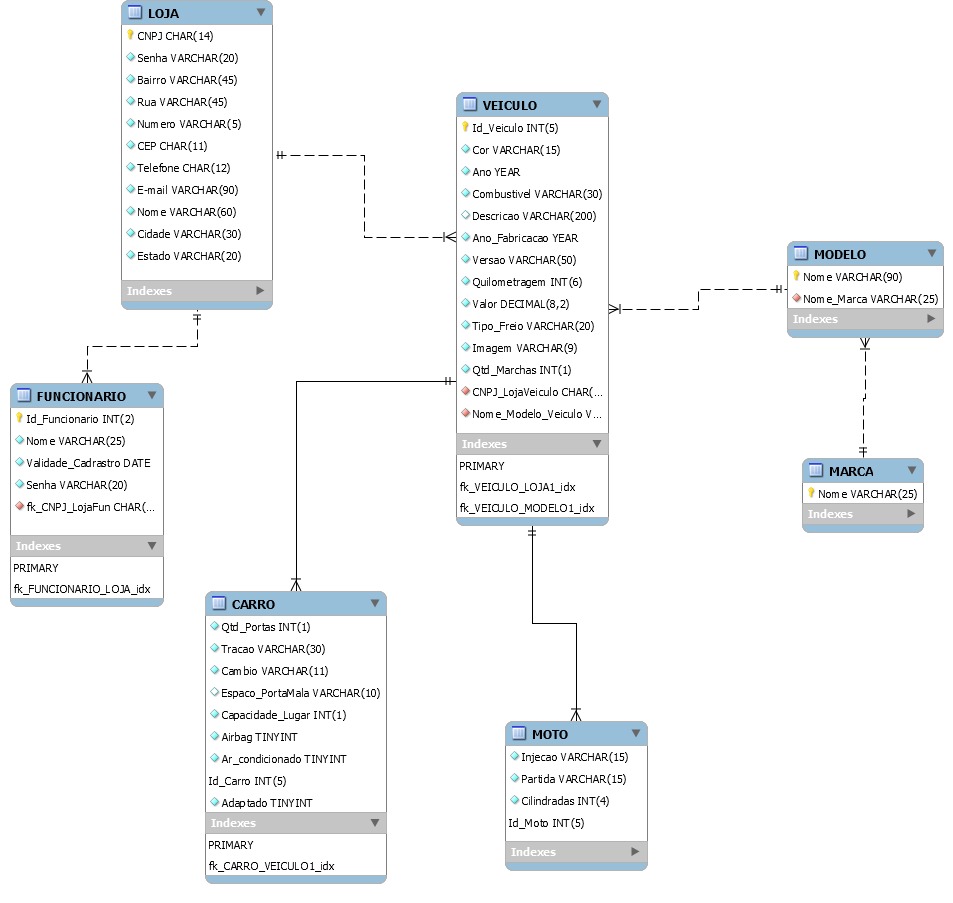 LOJA
CNPJ CHAR(14)
Senha VARCHAR(20)
Bairro VARCHAR(45)
Rua VARCHAR(45)
Numero VARCHAR(5)
CEP CHAR(11)
Telefone CHAR(12)
E-mail VARCHAR(90)
Nome VARCHAR(60)
Cidade VARCHAR(30)
Estado VARCHAR(20)
Indexes
VEICULO
Id_Veiculo INT(5)
Cor VARCHAR(15)
Ano YEAR
Combustivel VARCHAR(30)
Descricao VARCHAR(200)
Ano_Fabricacao YEAR
Versao VARCHAR(50)
Quilometragem INT(6)
Valor DECIMAL(8,2)
Tipo_Freio VARCHAR(20)
Imagem VARCHAR(9)
Qtd_Marchas INT(1)
CNPJ_LojaVeiculo CHAR(...
Nome_Modelo_Veiculo V...
Indexes
PRIMARY
fk_VEICULO_LOJA1_idx
fk_VEICULO_MODELO1_idx
MODELO
Nome VARCHAR(90)
Nome_Marca VARCHAR(25)
Indexes
MARCA
Nome VARCHAR(25)
Indexes
FUNCIONARIO
Id_Funcionario INT(2)
Nome VARCHAR(25)
Validade_Cadrastro DATE
Senha VARCHAR(20)
fk_CNPJ_LojaFun CHAR(...
Indexes
PRIMARY
fk_FUNCIONARIO_LOJA_idx
CARRO
Qtd_Portas INT(1)
Tracao VARCHAR(30)
Cambio VARCHAR(11)
Espaco_PortaMala VARCHAR(10)
Capacidade_Lugar INT(1)
Airbag TINYINT
Ar_condicionado TINYINT
Id_Carro INT(5)
Adaptado TINYINT
Indexes
PRIMARY
fk_CARRO_VEICULO1_idx
MOTO
Injecao VARCHAR(15)
Partida VARCHAR(15)
Cilindradas INT(4)
Id_Moto INT(5)
Indexes